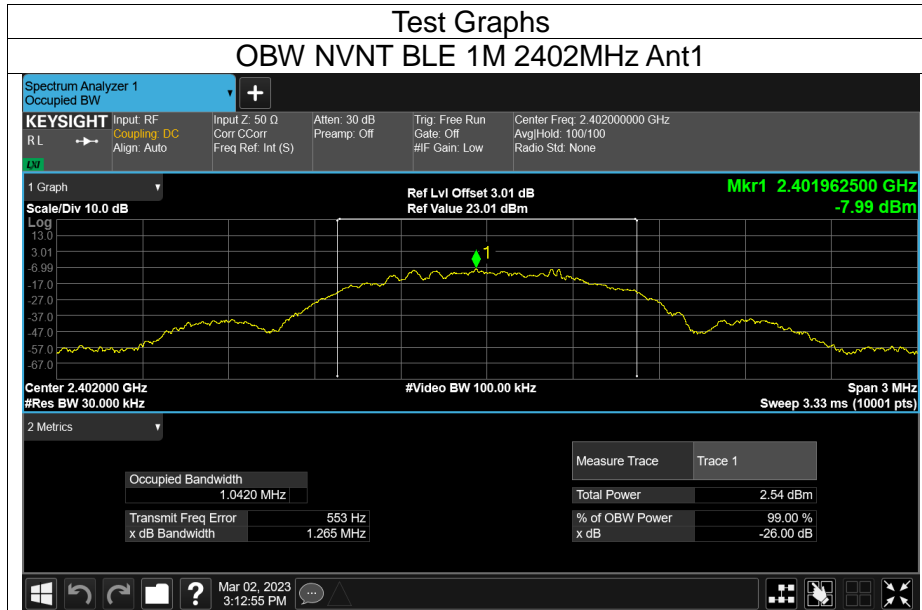 Test Graphs
OBW NVNT BLE 1M 2402MHz Ant1
Spectrum Analyzer 1
Occupied BW
+
KEYSIGHT Input: RF Input Z: 50 Ω Atten: 30 dB Trig: Free Run Center Freq: 2.402000000 GHz
RL Coupling: DC Corr CCorr Preamp: Off Gate: Off Avg|Hold: 100/100
Align: Auto Freq Ref: Int (S) #IF Gain: Low Radio Std: None
LXI
1 Graph Ref Lvl Offset 3.01 dB Mkr1 2.401962500 GHz
Scale/Div 10.0 dB Ref Value 23.01 dBm -7.99 dBm
Log
13.0
3.01
-6.99
-17.0
-27.0
-37.0
-47.0
-57.0
-67.0
1
Center 2.402000 GHz #Video BW 100.00 kHz Span 3 MHz
#Res BW 30.000 kHz Sweep 3.33 ms (10001 pts)
2 Metrics
Measure Trace Trace 1
Occupied Bandwidth
1.0420 MHz Total Power 2.54 dBm
Transmit Freq Error 553 Hz % of OBW Power 99.00 %
x dB Bandwidth 1.265 MHz x dB -26.00 dB
? Mar 02, 2023
3:12:55 PM